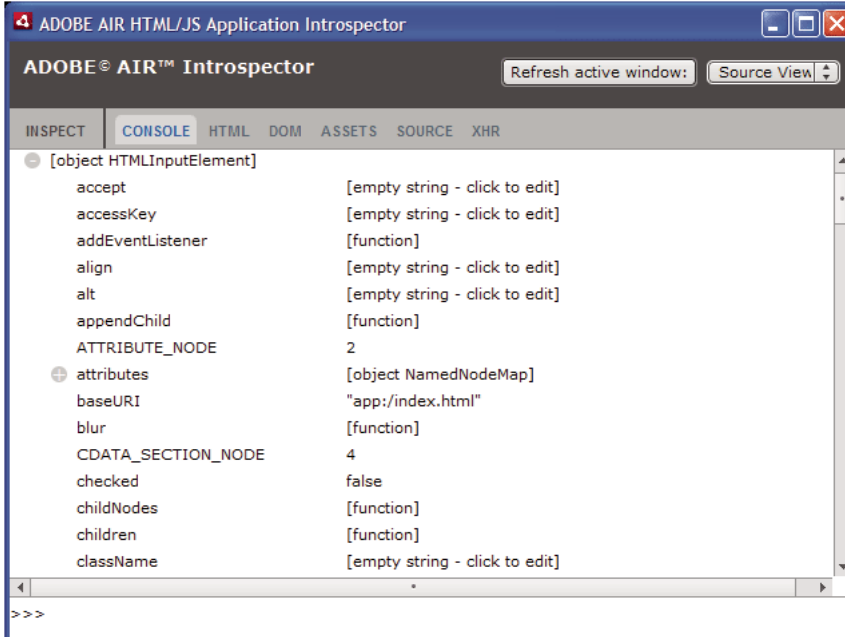 ADOBE AIR HTML/JS Application Introspector
ADOBE© AIR™ Introspector
Refresh active window:
Source View
INSPECT CONSOLE HTML DOM ASSETS SOURCE XHR
[object HTMLInputElement]
accept [empty string - click to edit]
accessKey [empty string - click to edit]
addEventListener [function]
align [empty string - click to edit]
alt [empty string - click to edit]
appendChild [function]
ATTRIBUTE_NODE 2
attributes [object NamedNodeMap]
baseURI "app:/index.html"
blur [function]
CDATA_SECTION_NODE 4
checked false
childNodes [function]
children [function]
className [empty string - click to edit]
>>>